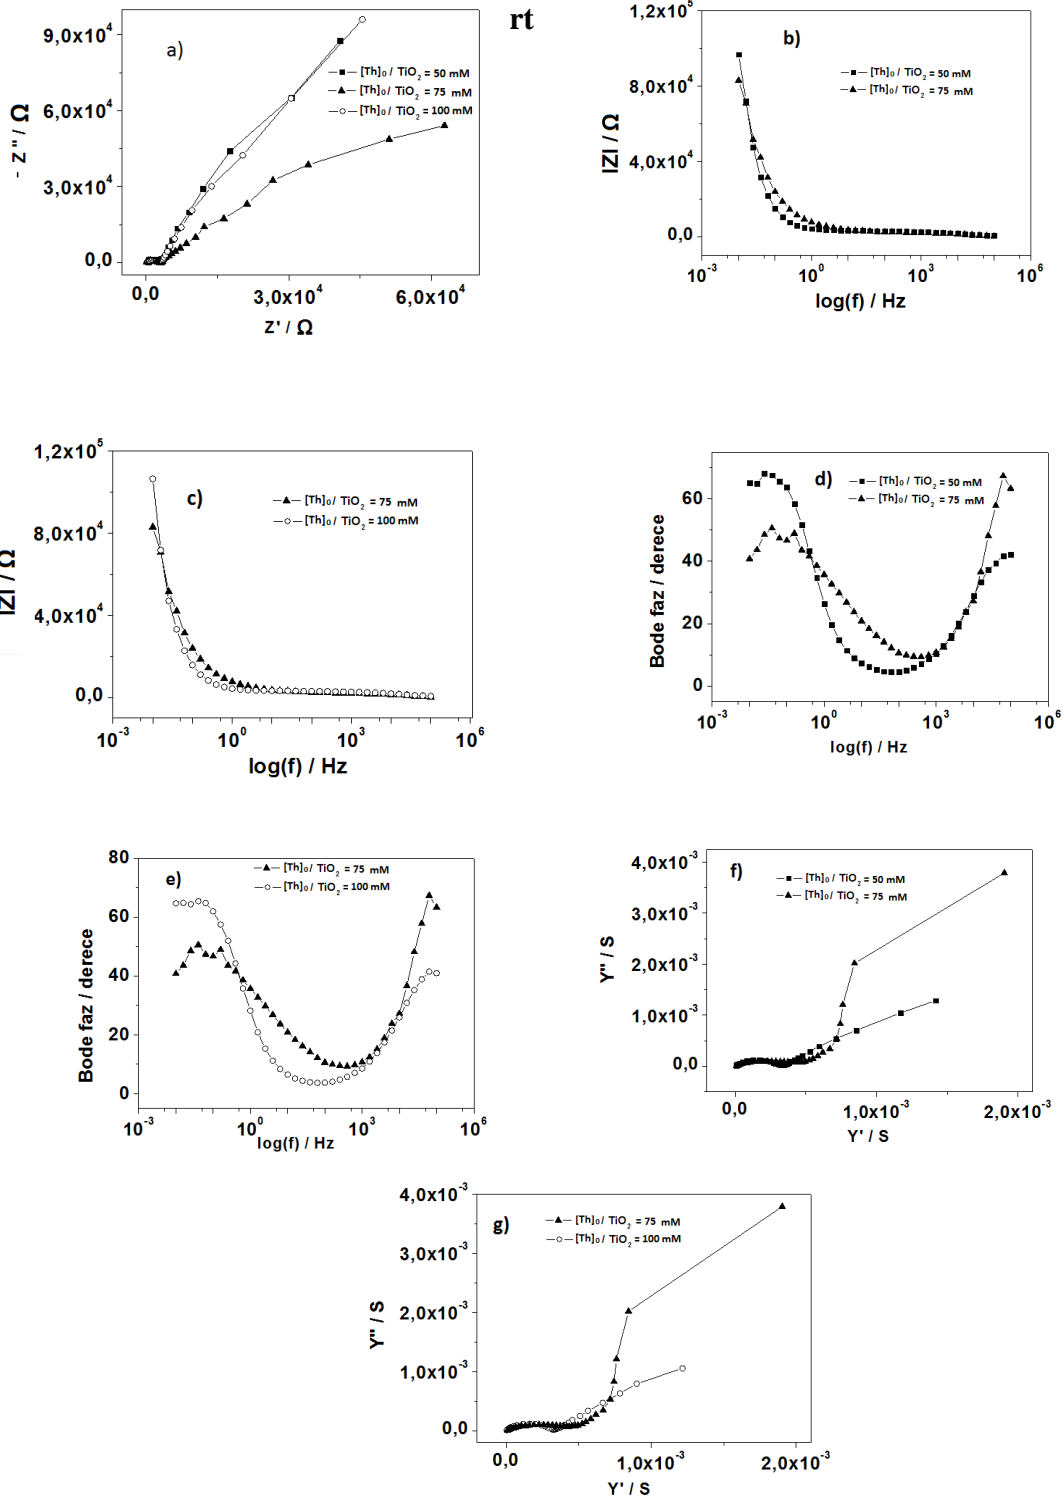 rt
a)
[Th]₀/ TiO₂ = 50 mM
[Th]₀/ TiO₂ = 75 mM
[Th]₀/ TiO₂ = 100 mM
- Z'' / Ω
9,0x10⁴
6,0x10⁴
3,0x10⁴
0,0
0,0 3,0x10⁴ 6,0x10⁴
Z' / Ω
b)
[Th]₀/ TiO₂ = 50 mM
[Th]₀/ TiO₂ = 75 mM
|Z| / Ω
1,2x10⁵
8,0x10⁴
4,0x10⁴
0,0
10⁻³ 10⁰ 10³ 10⁶
log(f) / Hz
c)
[Th]₀/ TiO₂ = 75 mM
[Th]₀/ TiO₂ = 100 mM
|Z| / Ω
1,2x10⁵
8,0x10⁴
4,0x10⁴
0,0
10⁻³ 10⁰ 10³ 10⁶
log(f) / Hz
d)
[Th]₀/ TiO₂ = 50 mM
[Th]₀/ TiO₂ = 75 mM
Bode faz / derece
60
40
20
0
10⁻³ 10⁰ 10³ 10⁶
log(f) / Hz
e)
[Th]₀/ TiO₂ = 75 mM
[Th]₀/ TiO₂ = 100 mM
Bode faz / derece
80
60
40
20
0
10⁻³ 10⁰ 10³ 10⁶
log(f) / Hz
f)
[Th]₀/ TiO₂ = 50 mM
[Th]₀/ TiO₂ = 75 mM
Y'' / S
4,0x10⁻³
3,0x10⁻³
2,0x10⁻³
1,0x10⁻³
0,0
0,0 1,0x10⁻³ 2,0x10⁻³
Y' / S
g)
[Th]₀/ TiO₂ = 75 mM
[Th]₀/ TiO₂ = 100 mM
Y'' / S
4,0x10⁻³
3,0x10⁻³
2,0x10⁻³
1,0x10⁻³
0,0
0,0 1,0x10⁻³ 2,0x10⁻³
Y' / S